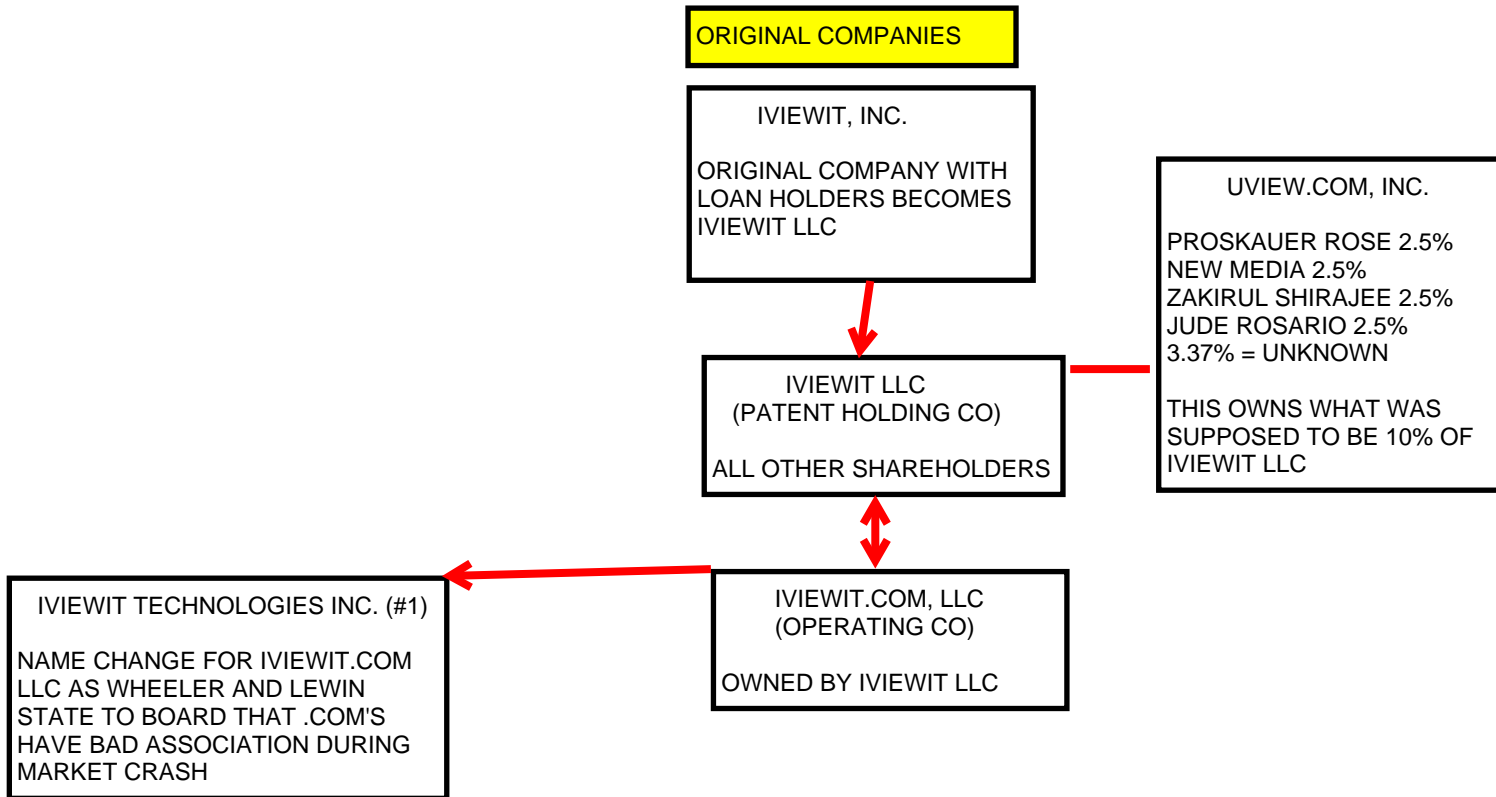 ORIGINAL COMPANIES
IVIEWIT, INC.
ORIGINAL COMPANY WITH
LOAN HOLDERS BECOMES
IVIEWIT LLC
UVIEW.COM, INC.
PROSKAUER ROSE 2.5%
NEW MEDIA 2.5%
ZAKIRUL SHIRAJEE 2.5%
JUDE ROSARIO 2.5%
3.37% = UNKNOWN
THIS OWNS WHAT WAS
SUPPOSED TO BE 10% OF
IVIEWIT LLC
IVIEWIT LLC
(PATENT HOLDING CO)
ALL OTHER SHAREHOLDERS
IVIEWIT TECHNOLOGIES INC. (#1)
NAME CHANGE FOR IVIEWIT.COM
LLC AS WHEELER AND LEWIN
STATE TO BOARD THAT .COM'S
HAVE BAD ASSOCIATION DURING
MARKET CRASH
IVIEWIT.COM, LLC
(OPERATING CO)
OWNED BY IVIEWIT LLC